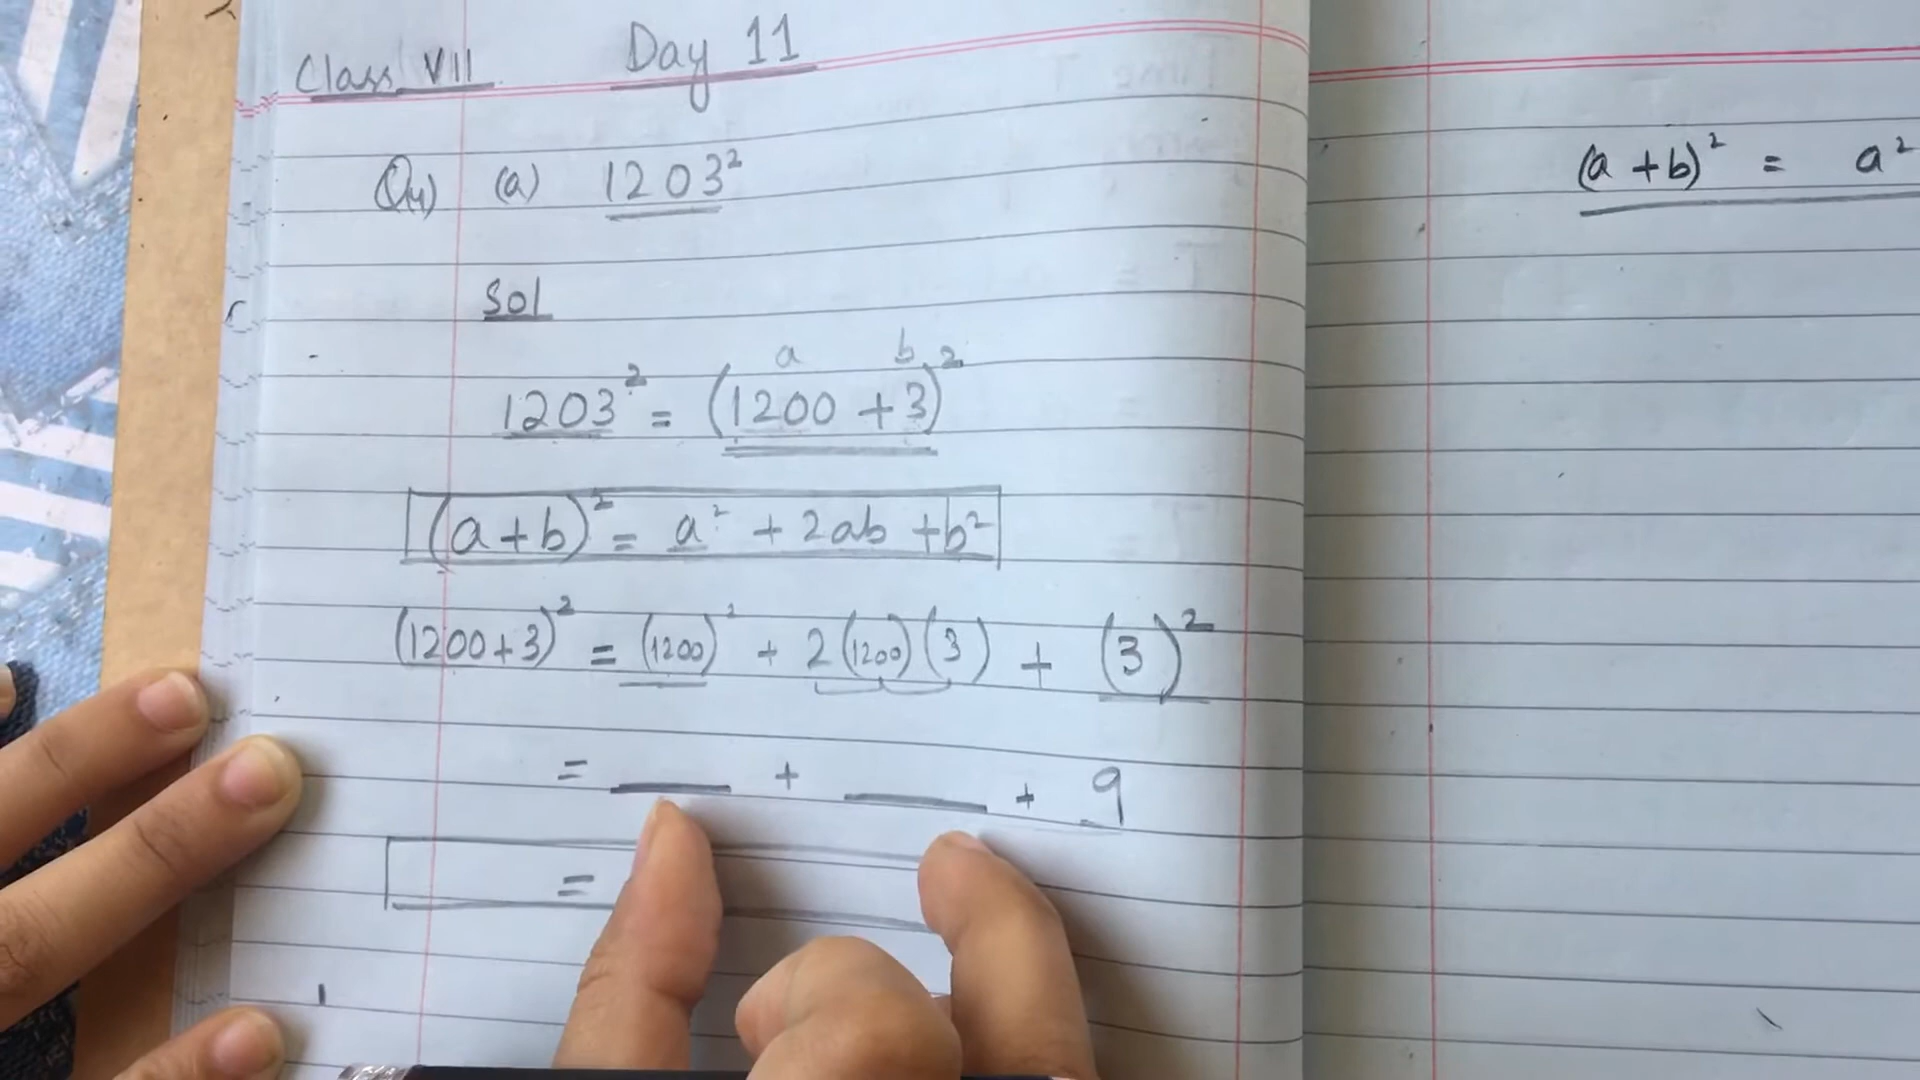 Class VII Day 11
Q4) (a) 1203²
Sol
a b
1203² = (1200 + 3)²
(a+b)² = a² + 2ab + b²
(1200+3)² = (1200)² + 2(1200)(3) + (3)²
= ___ + ___ + 9
=
(a + b)² = a²